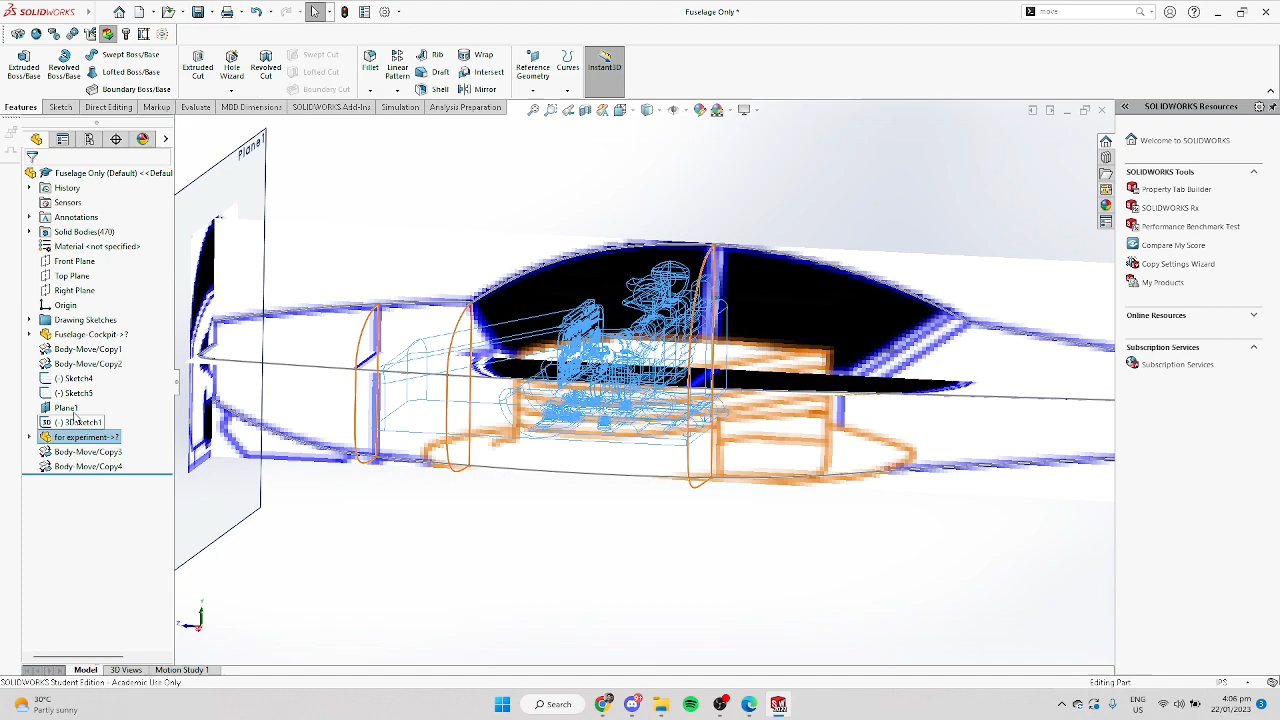 SOLIDWORKS
Fuselage Only *
move
Extruded Boss/Base
Revolved Boss/Base
Swept Boss/Base
Lofted Boss/Base
Boundary Boss/Base
Extruded Cut
Hole Wizard
Revolved Cut
Swept Cut
Lofted Cut
Boundary Cut
Fillet
Linear Pattern
Rib
Draft
Shell
Wrap
Intersect
Mirror
Reference Geometry
Curves
Instant3D
Features
Sketch
Direct Editing
Markup
Evaluate
MBD Dimensions
SOLIDWORKS Add-Ins
Simulation
Analysis Preparation
SOLIDWORKS Resources
Fuselage Only (Default) <<Defaul
History
Sensors
Annotations
Solid Bodies(470)
Material <not specified>
Front Plane
Top Plane
Right Plane
Origin
Drawing Sketches
Fuselage-Cockpit->?
Body-Move/Copy1
Body-Move/Copy2
(-) Sketch4
(-) Sketch5
Plane1
(-) 3DSketch1
for experiment->?
Body-Move/Copy3
Body-Move/Copy4
Plane1
Welcome to SOLIDWORKS
SOLIDWORKS Tools
Property Tab Builder
SOLIDWORKS Rx
Performance Benchmark Test
Compare My Score
Copy Settings Wizard
My Products
Online Resources
Subscription Services
Subscription Services
Model
3D Views
Motion Study 1
SOLIDWORKS Student Edition - Academic Use Only
Editing Part
IPS
30°C
Partly sunny
Search
ENG
US
4:06 pm
22/01/2023